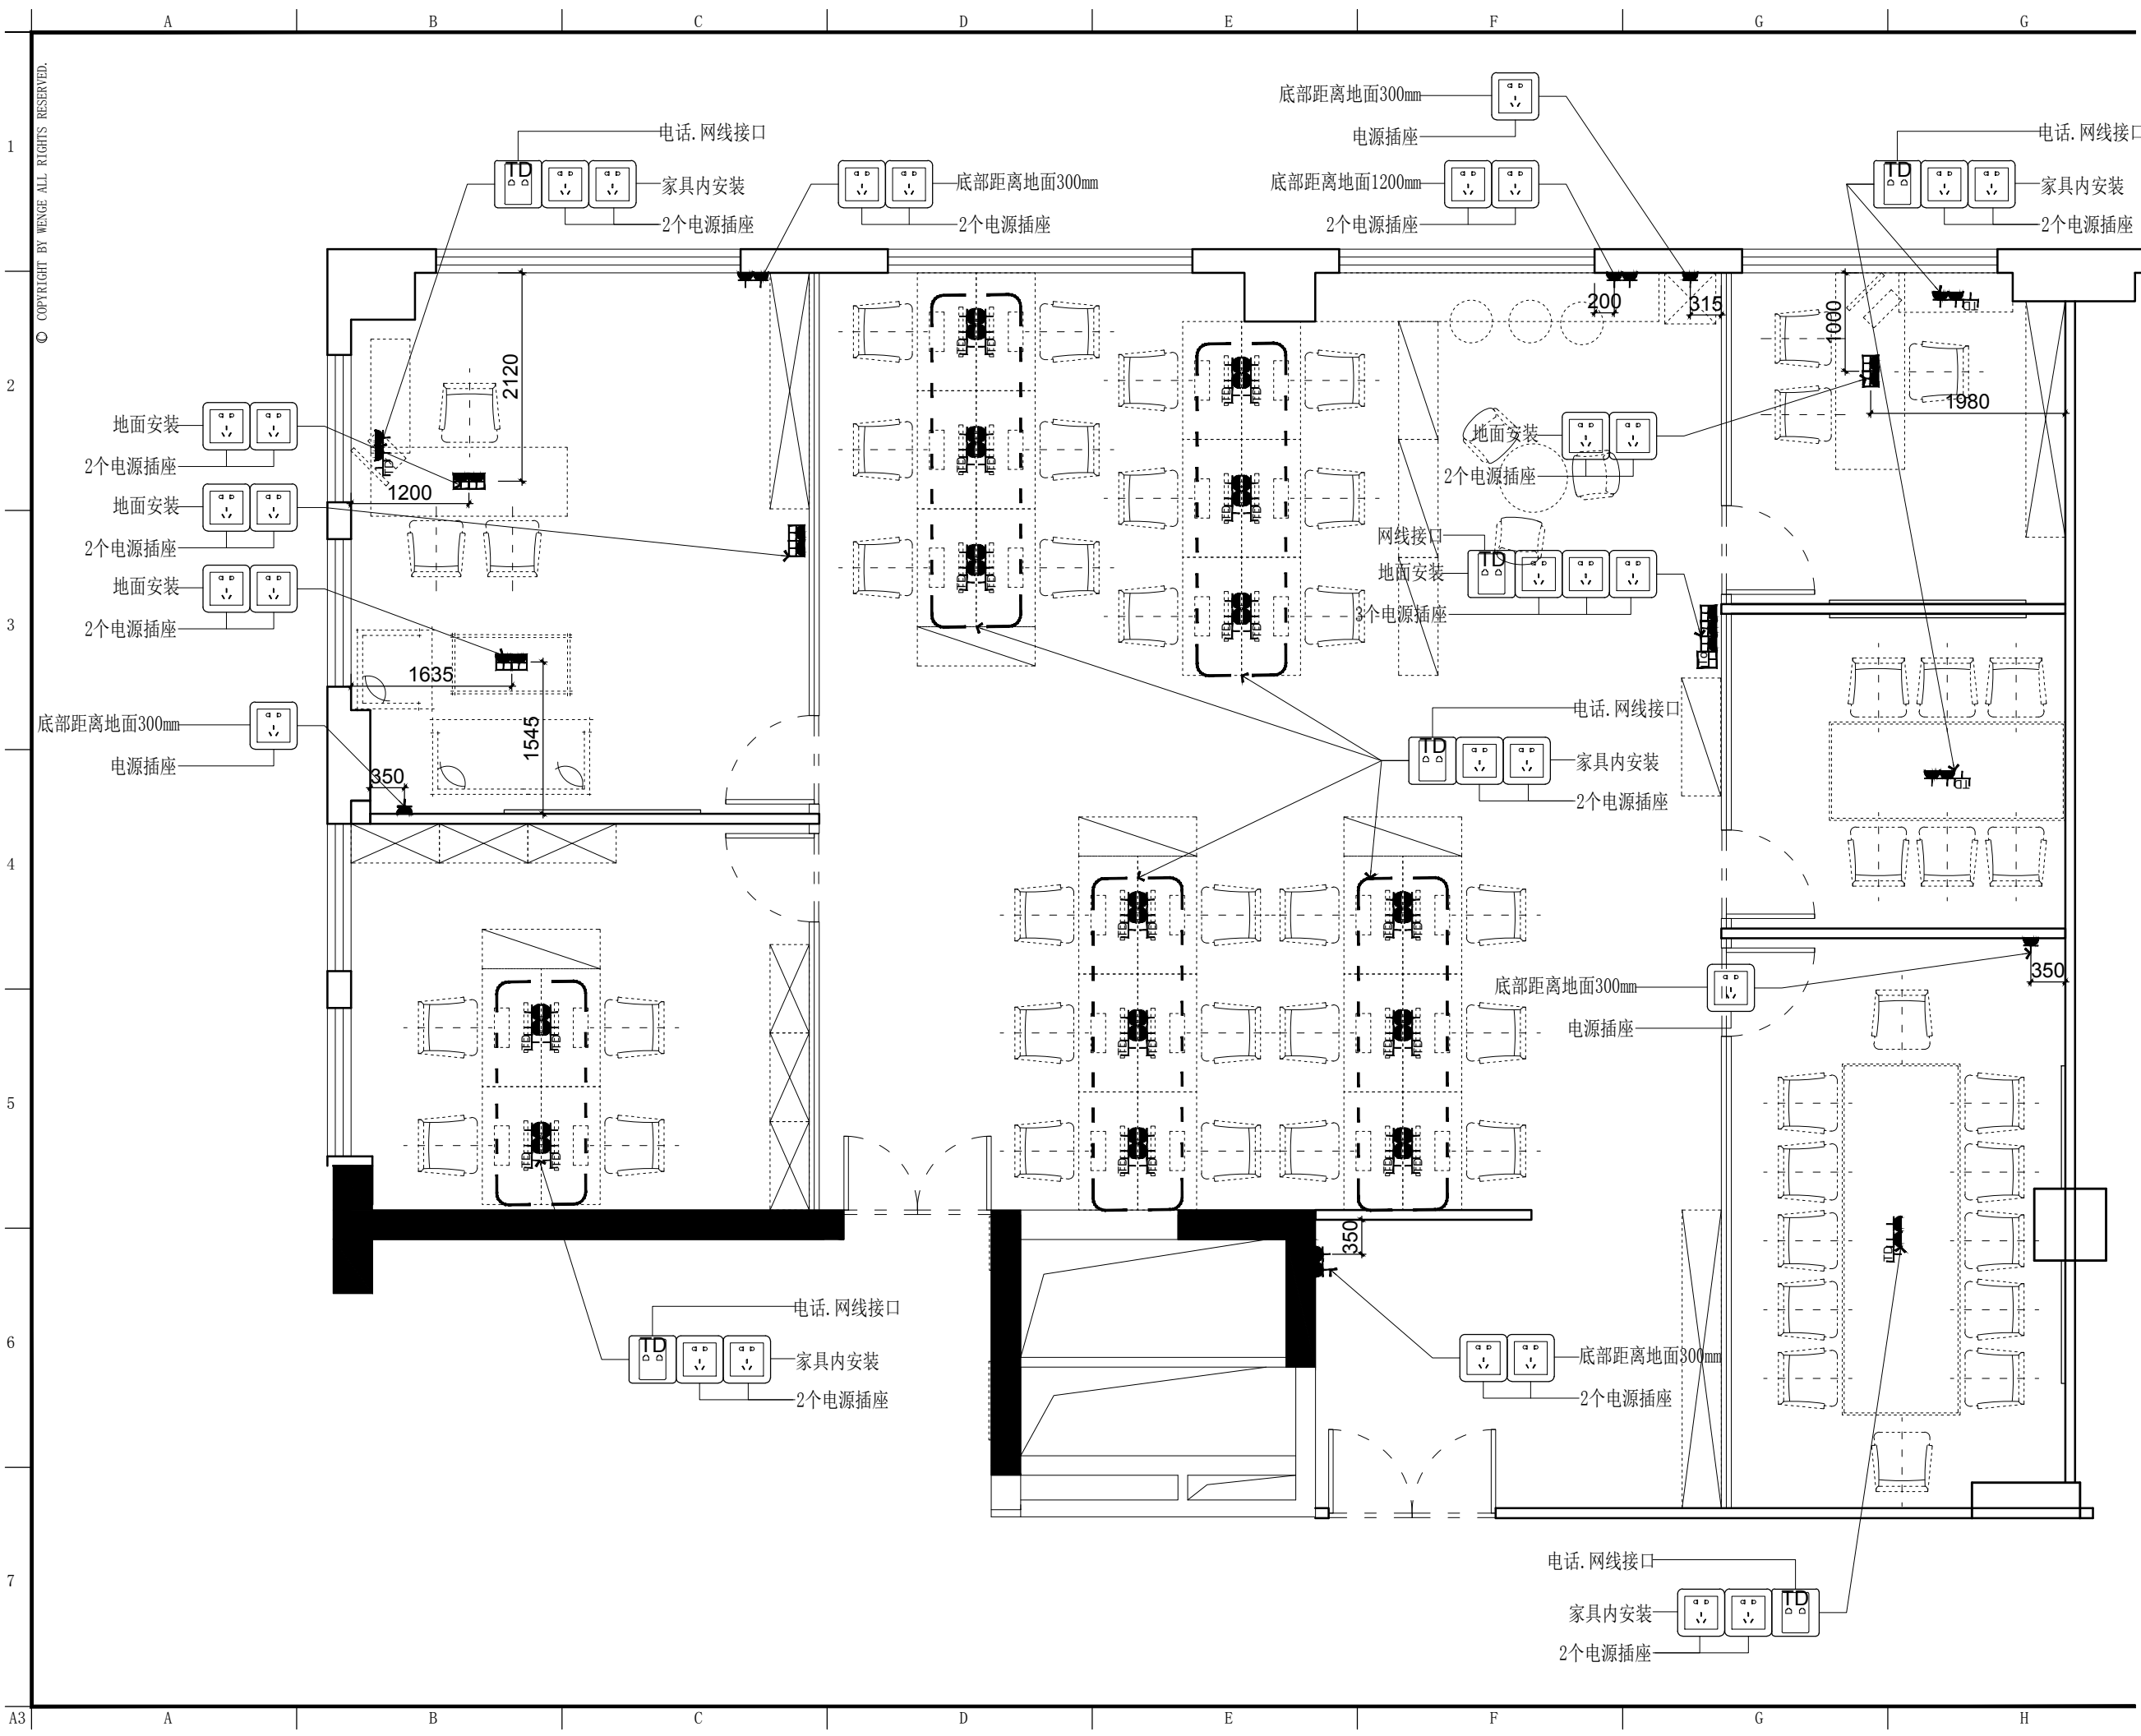 A B C D E F G G
© COPYRIGHT BY WENGE ALL RIGHTS RESERVED.
1
2
3
4
5
6
7
底部距离地面300mm
电源插座
电话.网线接口
TD
家具内安装
2个电源插座
底部距离地面300mm
2个电源插座
底部距离地面1200mm
2个电源插座
电话.网线接口
TD
家具内安装
2个电源插座
200
315
1000
1980
2120
1200
地面安装
2个电源插座
地面安装
2个电源插座
地面安装
2个电源插座
地面安装
2个电源插座
网线接口
TD
地面安装
3个电源插座
1635
1545
底部距离地面300mm
电源插座
350
电话.网线接口
TD
家具内安装
2个电源插座
底部距离地面300mm
电源插座
350
350
电话.网线接口
TD
家具内安装
2个电源插座
底部距离地面300mm
2个电源插座
电话.网线接口
TD
家具内安装
2个电源插座
A3 A B C D E F G H